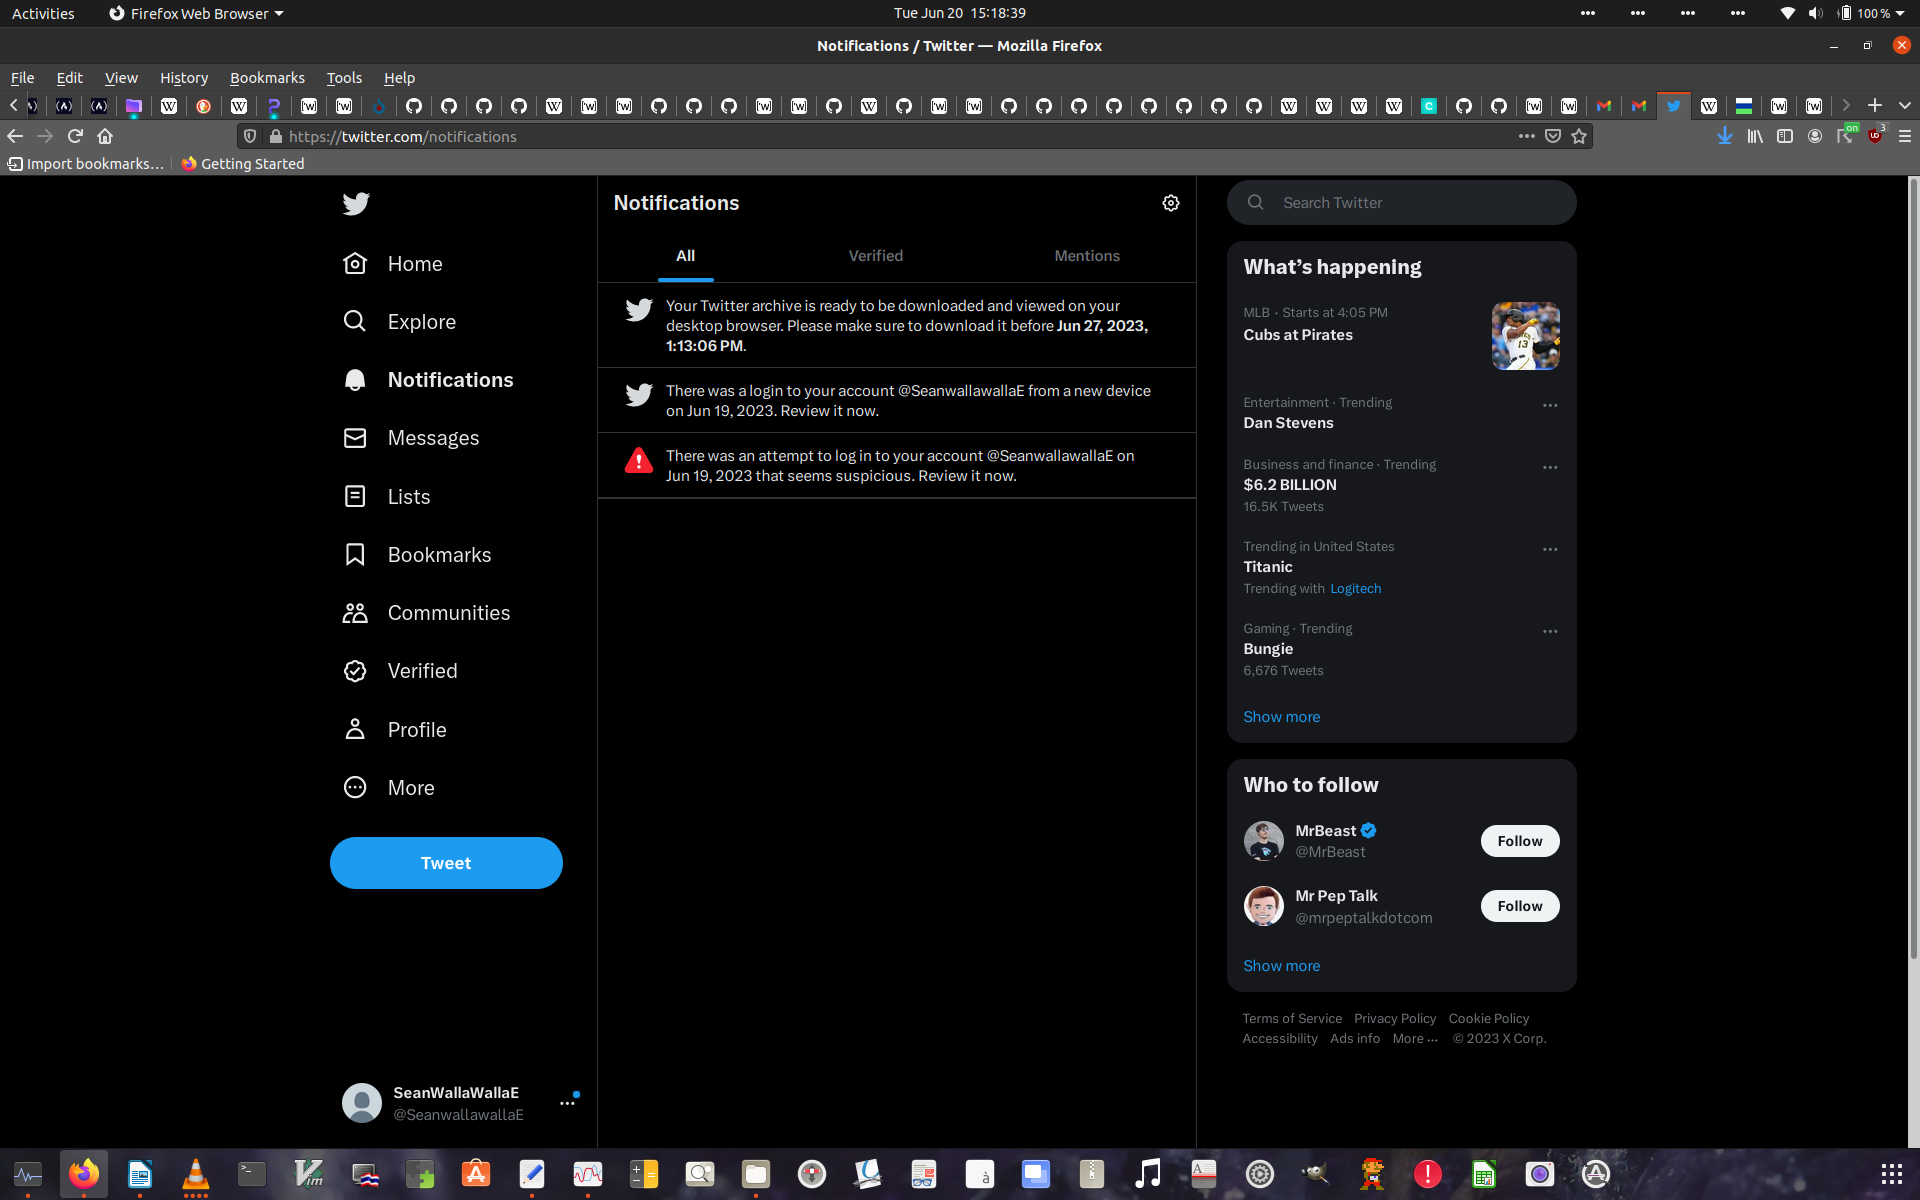 Activities
Firefox Web Browser
Tue Jun 20 15:18:39
100 %
Notifications / Twitter — Mozilla Firefox
File Edit View History Bookmarks Tools Help
https://twitter.com/notifications
on
3
Import bookmarks...
Getting Started
Home
Explore
Notifications
Messages
Lists
Bookmarks
Communities
Verified
Profile
More
Tweet
SeanWallaWallaE
@SeanwallawallaE
Notifications
All Verified Mentions
Your Twitter archive is ready to be downloaded and viewed on your
desktop browser. Please make sure to download it before Jun 27, 2023,
1:13:06 PM.
There was a login to your account @SeanwallawallaE from a new device
on Jun 19, 2023. Review it now.
There was an attempt to log in to your account @SeanwallawallaE on
Jun 19, 2023 that seems suspicious. Review it now.
Search Twitter
What's happening
MLB · Starts at 4:05 PM
Cubs at Pirates
13
Entertainment · Trending
Dan Stevens
Business and finance · Trending
$6.2 BILLION
16.5K Tweets
Trending in United States
Titanic
Trending with Logitech
Gaming · Trending
Bungie
6,676 Tweets
Show more
Who to follow
MrBeast
@MrBeast
Follow
Mr Pep Talk
@mrpeptalkdotcom
Follow
Show more
Terms of Service Privacy Policy Cookie Policy
Accessibility Ads info More ··· © 2023 X Corp.